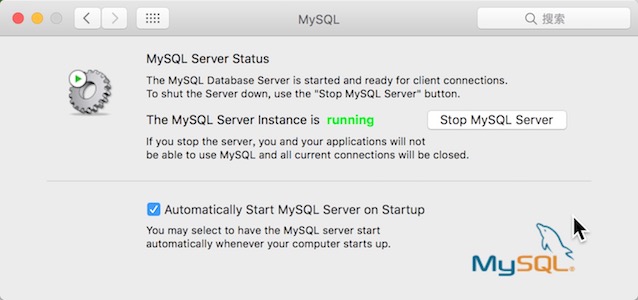 MySQL
搜索
MySQL Server Status
The MySQL Database Server is started and ready for client connections.
To shut the Server down, use the "Stop MySQL Server" button.
The MySQL Server Instance is running
Stop MySQL Server
If you stop the server, you and your applications will not
be able to use MySQL and all current connections will be closed.
Automatically Start MySQL Server on Startup
You may select to have the MySQL server start
automatically whenever your computer starts up.
MySQL®